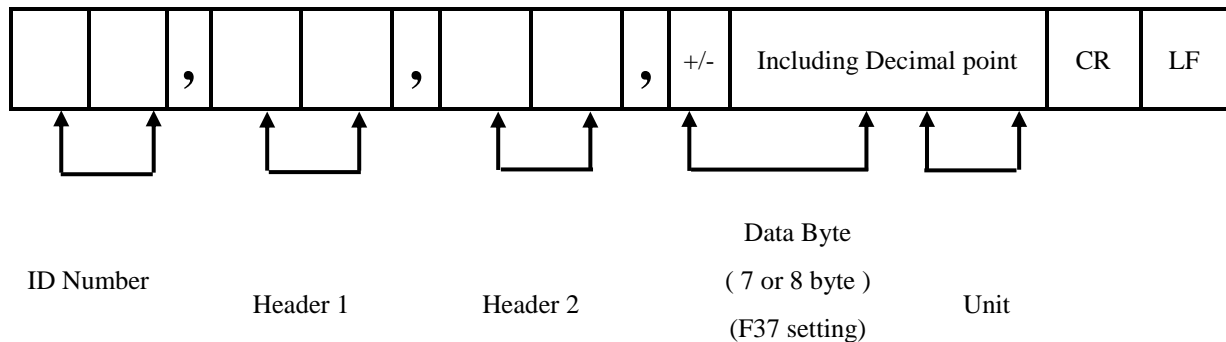 , , , +/- Including Decimal point CR LF
ID Number Header 1 Header 2 Data Byte
( 7 or 8 byte )
(F37 setting) Unit